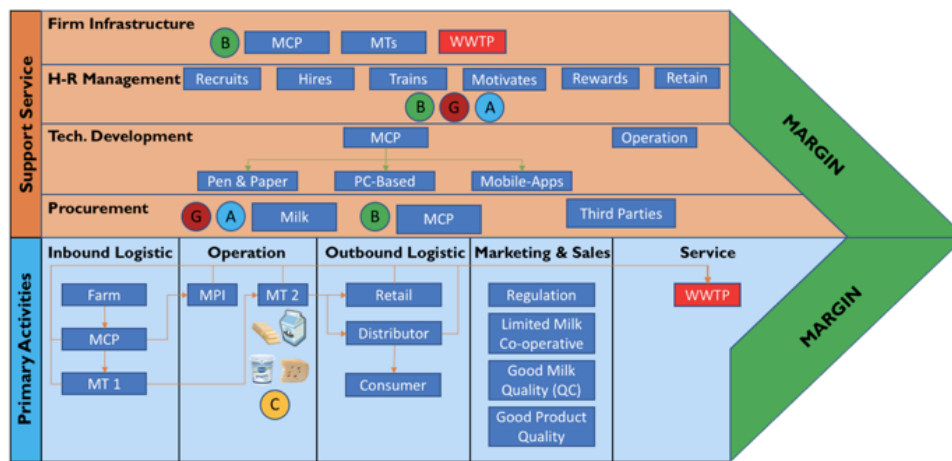 Support Service
Firm Infrastructure
B
MCP
MTs
WWTP
H-R Management
Recruits
Hires
Trains
Motivates
Rewards
Retain
B
G
A
Tech. Development
MCP
Operation
Pen & Paper
PC-Based
Mobile-Apps
Procurement
G
A
Milk
B
MCP
Third Parties
MARGIN
Primary Activities
Inbound Logistic
Farm
MCP
MT 1
Operation
MPI
MT 2
C
Outbound Logistic
Retail
Distributor
Consumer
Marketing & Sales
Regulation
Limited Milk
Co-operative
Good Milk
Quality (QC)
Good Product
Quality
Service
WWTP
MARGIN